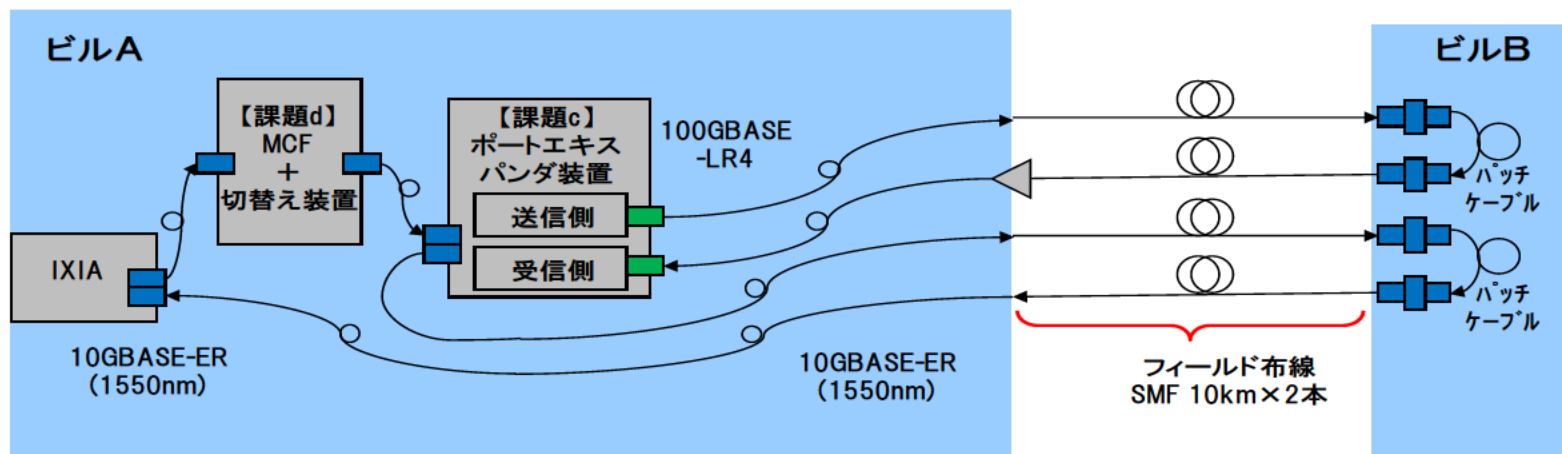 ビルA
ビルB
【課題d】
MCF
+
切替え装置
【課題c】
ポートエキス
パンダ装置
送信側
受信側
100GBASE
-LR4
IXIA
10GBASE-ER
(1550nm)
10GBASE-ER
(1550nm)
パッチ
ケーブル
パッチ
ケーブル
フィールド布線
SMF 10km×2本